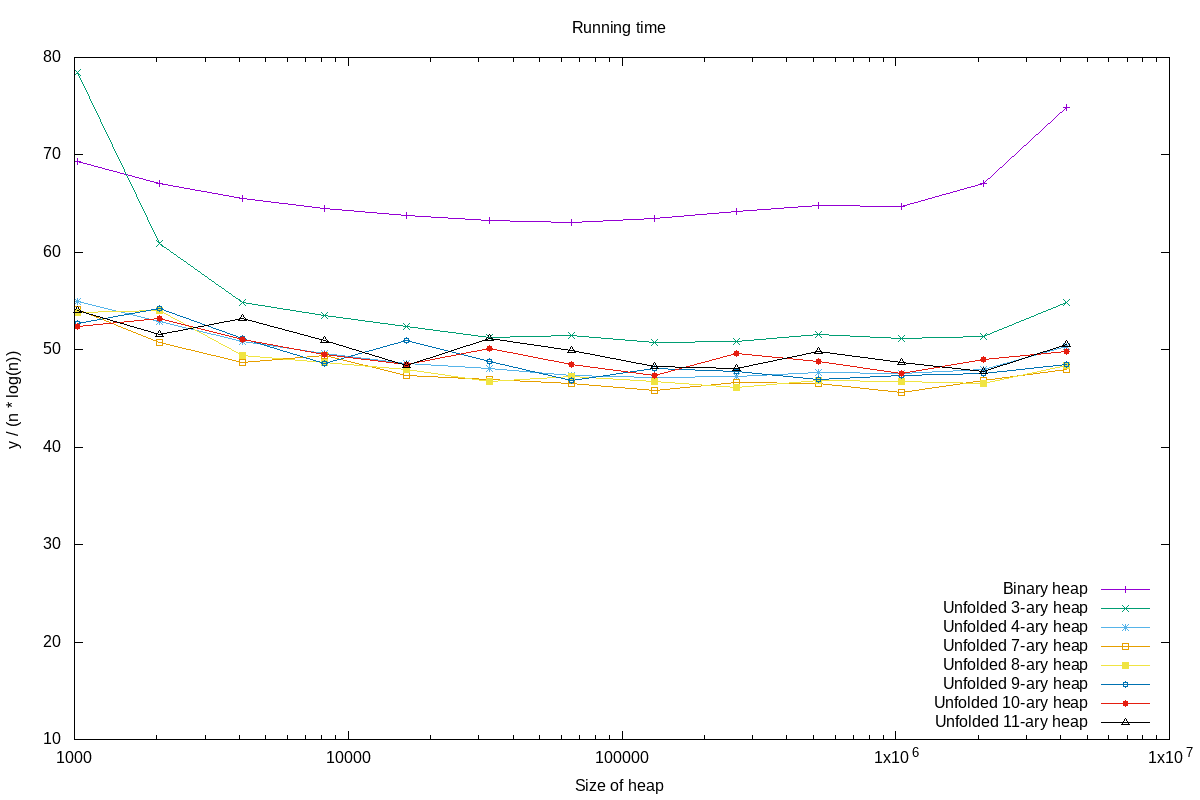 Running time
80
70
60
50
40
30
20
10
y / (n * log(n))
1000
10000
100000
1x10^6
1x10^7
Size of heap
Binary heap
Unfolded 3-ary heap
Unfolded 4-ary heap
Unfolded 7-ary heap
Unfolded 8-ary heap
Unfolded 9-ary heap
Unfolded 10-ary heap
Unfolded 11-ary heap